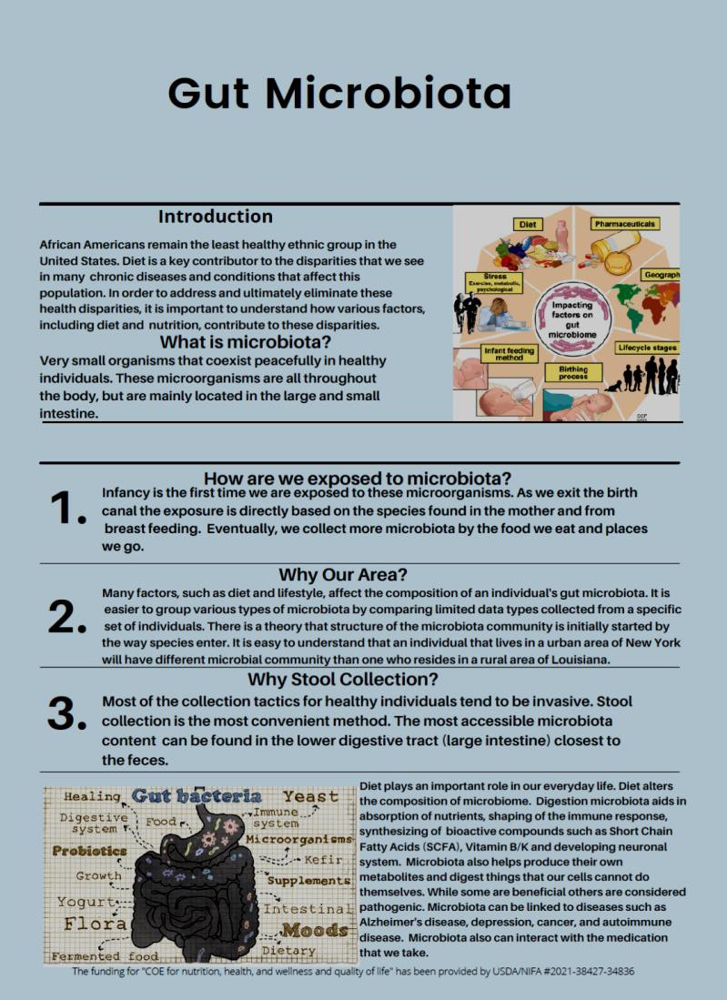 Gut Microbiota
Introduction
African Americans remain the least healthy ethnic group in the
United States. Diet is a key contributor to the disparities that we see
in many chronic diseases and conditions that affect this
population. In order to address and ultimately eliminate these
health disparities, it is important to understand how various factors,
including diet and nutrition, contribute to these disparities.
What is microbiota?
Very small organisms that coexist peacefully in healthy
individuals. These microorganisms are all throughout
the body, but are mainly located in the large and small
intestine.
Diet
Pharmaceuticals
Stress
Exercise, metabolic,
psychological
Geograph
Impacting
factors on
gut
microbiome
Infant feeding
method
Lifecycle stages
Birthing
process
How are we exposed to microbiota?
1.
Infancy is the first time we are exposed to these microorganisms. As we exit the birth
canal the exposure is directly based on the species found in the mother and from
breast feeding. Eventually, we collect more microbiota by the food we eat and places
we go.
Why Our Area?
2.
Many factors, such as diet and lifestyle, affect the composition of an individual's gut microbiota. It is
easier to group various types of microbiota by comparing limited data types collected from a specific
set of individuals. There is a theory that structure of the microbiota community is initially started by
the way species enter. It is easy to understand that an individual that lives in a urban area of New York
will have different microbial community than one who resides in a rural area of Louisiana.
Why Stool Collection?
3.
Most of the collection tactics for healthy individuals tend to be invasive. Stool
collection is the most convenient method. The most accessible microbiota
content can be found in the lower digestive tract (large intestine) closest to
the feces.
Healing
Gut bacteria
Yeast
Digestive
system
Food
Immune
system
Microorganisms
Probiotics
Kefir
Growth
Supplements
Yogurt
Intestinal
Flora
Moods
Fermented food
Dietary
Diet plays an important role in our everyday life. Diet alters
the composition of microbiome. Digestion microbiota aids in
absorption of nutrients, shaping of the immune response,
synthesizing of bioactive compounds such as Short Chain
Fatty Acids (SCFA), Vitamin B/K and developing neuronal
system. Microbiota also helps produce their own
metabolites and digest things that our cells cannot do
themselves. While some are beneficial others are considered
pathogenic. Microbiota can be linked to diseases such as
Alzheimer's disease, depression, cancer, and autoimmune
disease. Microbiota also can interact with the medication
that we take.
The funding for "COE for nutrition, health, and wellness and quality of life" has been provided by USDA/NIFA #2021-38427-34836